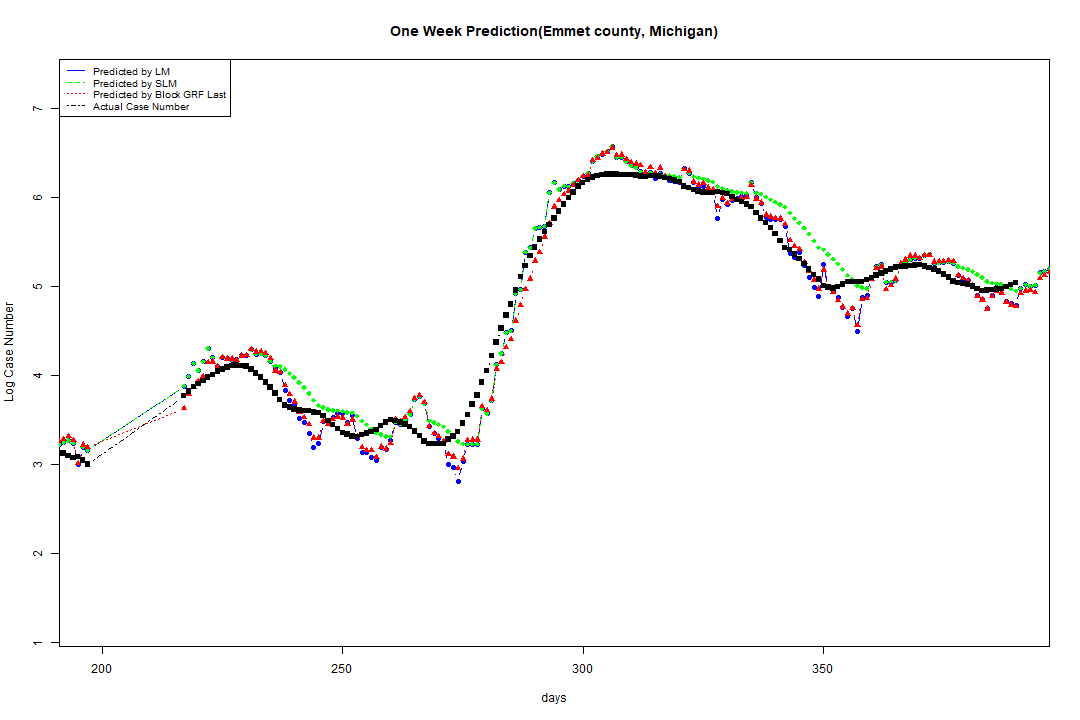 One Week Prediction(Emmet county, Michigan)
Predicted by LM
Predicted by SLM
Predicted by Block GRF Last
Actual Case Number
7
6
5
4
3
2
1
Log Case Number
200 250 300 350
days